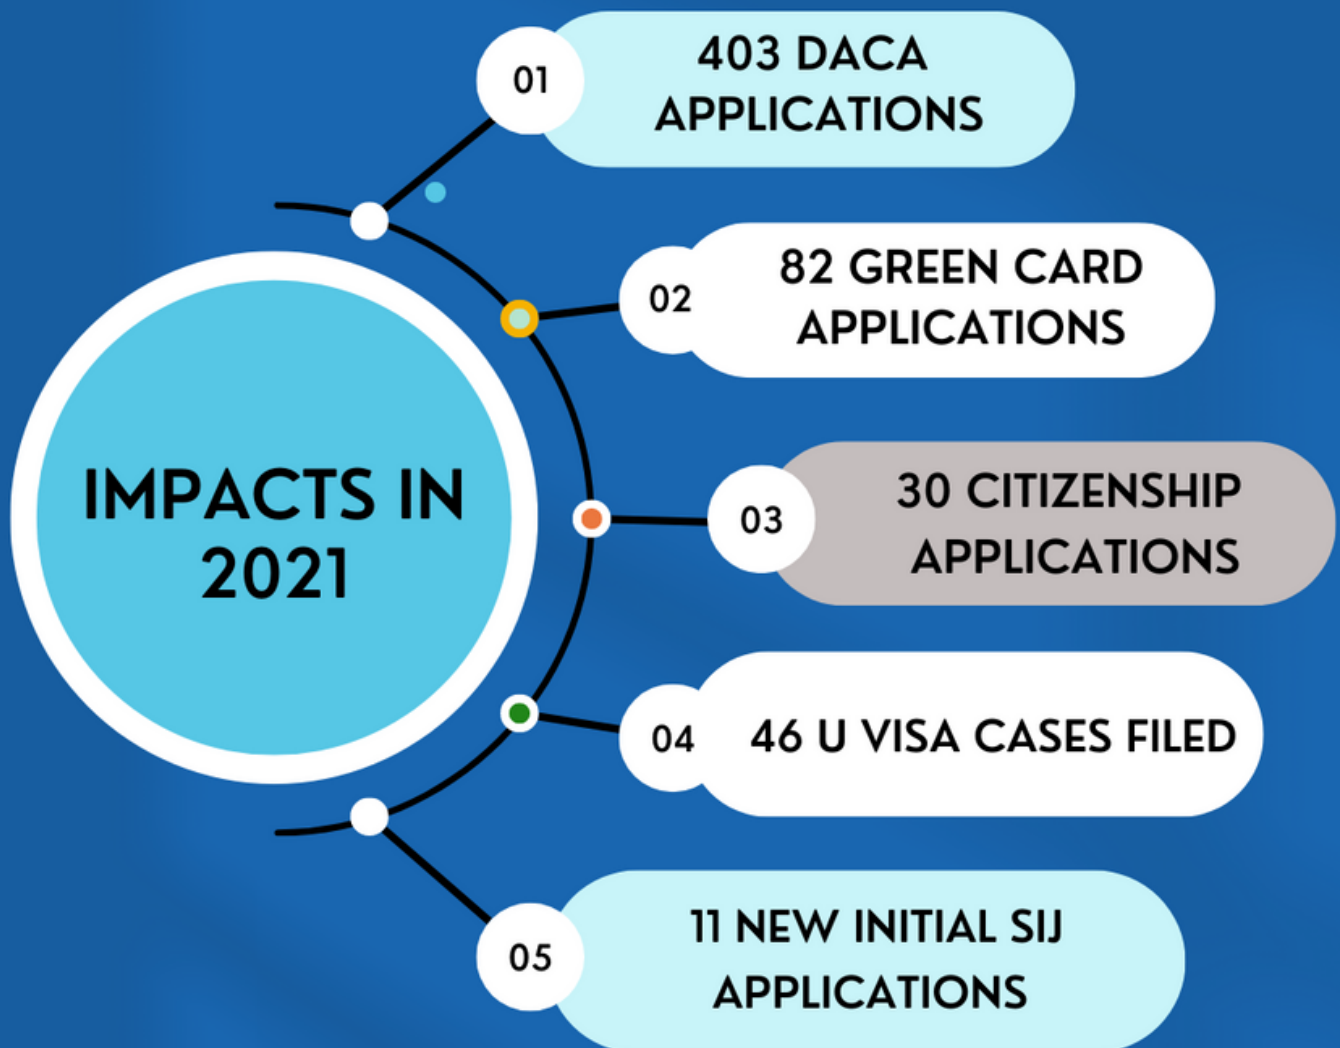 IMPACTS IN
2021
01
403 DACA
APPLICATIONS
02
82 GREEN CARD
APPLICATIONS
03
30 CITIZENSHIP
APPLICATIONS
04
46 U VISA CASES FILED
05
11 NEW INITIAL SIJ
APPLICATIONS